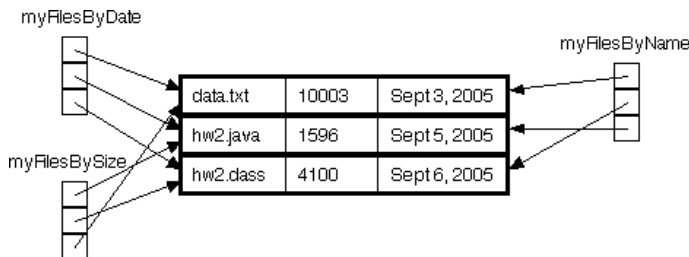 myFilesByDate
myFilesByName
data.txt 10003 Sept 3, 2005
hw2.java 1596 Sept 5, 2005
myFilesBySize
hw2.class 4100 Sept 6, 2005